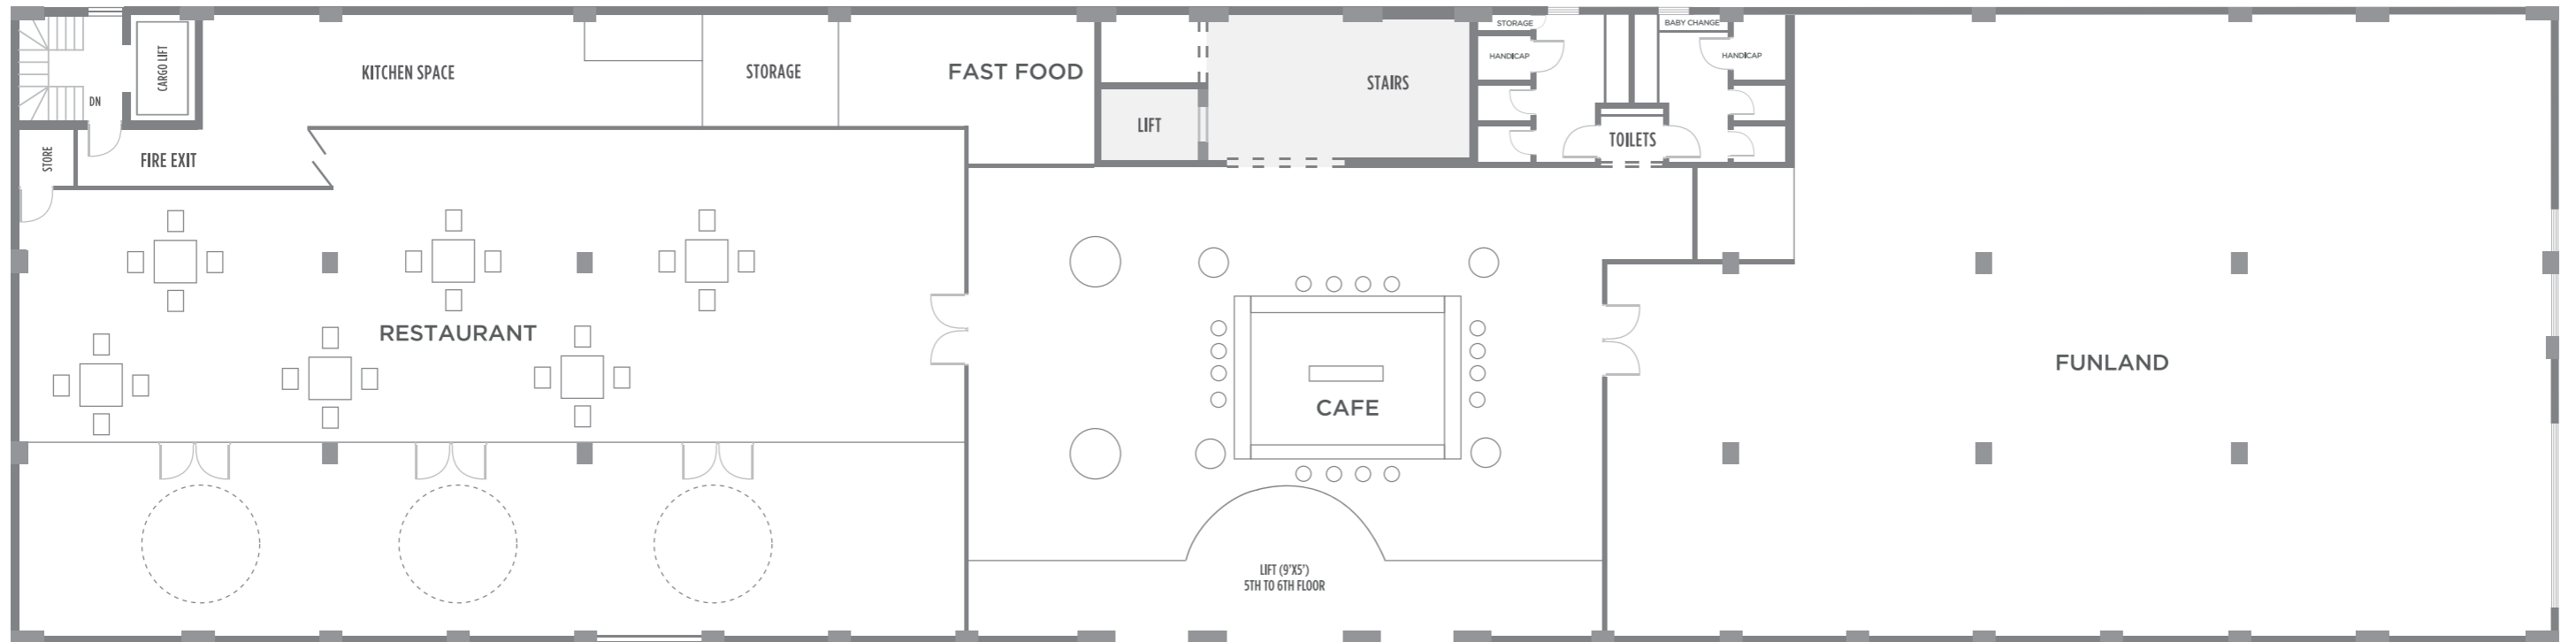 CARGO LIFT
DN
KITCHEN SPACE
STORAGE
FAST FOOD
LIFT
STAIRS
STORAGE
HANDICAP
BABY CHANGE
HANDICAP
TOILETS
STORE
FIRE EXIT
RESTAURANT
CAFE
FUNLAND
LIFT (9'X5')
5TH TO 6TH FLOOR